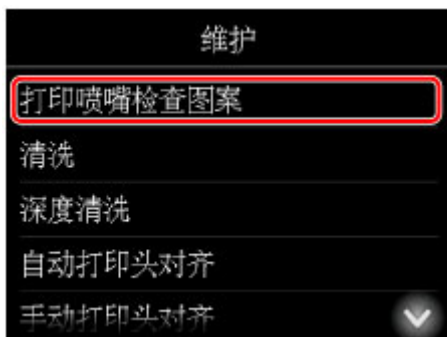 维护
打印喷嘴检查图案
清洗
深度清洗
自动打印头对齐
手动打印头对齐